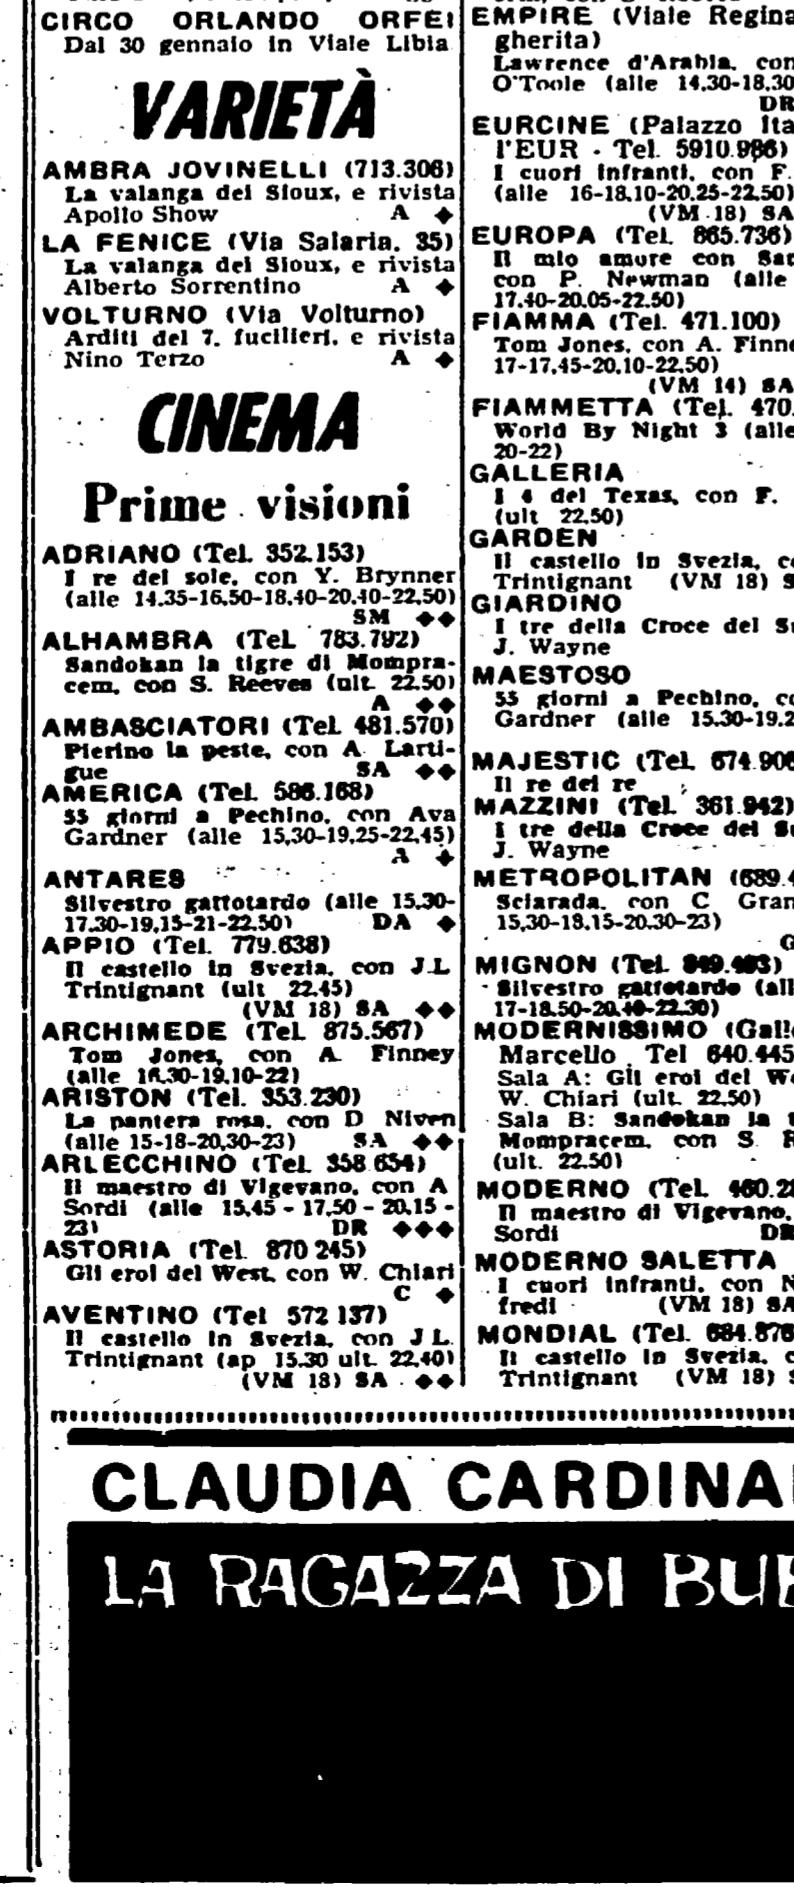 CIRCO ORLANDO ORFEI
Dal 30 gennaio in Viale Libia
VARIETÀ
AMBRA JOVINELLI (713.306)
La valanga dei Sioux, e rivista
Apollo Show A ◆
LA FENICE (Via Salaria, 35)
La valanga dei Sioux, e rivista
Alberto Sorrentino A ◆
VOLTURNO (Via Volturno)
Arditi del 7. fucilieri, e rivista
Nino Terzo A ◆
CINEMA
Prime visioni
ADRIANO (Tel. 352.153)
I re del sole, con Y. Brynner
(alle 14.35-16,50-18,40-20,40-22,50)
SM ◆◆
ALHAMBRA (Tel. 783.792)
Sandokan la tigre di Mompra-
cem, con S. Reeves (ult. 22.50)
A ◆◆
AMBASCIATORI (Tel. 481.570)
Pierino la peste, con A. Larti-
gue SA ◆◆
AMERICA (Tel. 586.168)
55 giorni a Pechino, con Ava
Gardner (alle 15,30-19,25-22,45)
A ◆
ANTARES
Silvestro gattotardo (alle 15,30-
17.30-19,15-21-22.50) DA ◆
APPIO (Tel. 779.638)
Il castello in Svezia, con J.L
Trintignant (ult 22.45)
(VM 18) SA ◆◆
ARCHIMEDE (Tel. 875.567)
Tom Jones, con A. Finney
(alle 16.30-19.10-22)
ARISTON (Tel. 353.230)
La pantera rosa, con D Niven
(alle 15-18-20,30-23) SA ◆◆
ARLECCHINO (Tel. 358.654)
Il maestro di Vigevano, con A
Sordi (alle 15,45 - 17,50 - 20,15 -
23) DR ◆◆◆
ASTORIA (Tel. 870 245)
Gli eroi del West, con W. Chiari
C ◆
AVENTINO (Tel 572 137)
Il castello in Svezia, con J L.
Trintignant (ap 15.30 ult. 22,40)
(VM 18) SA ◆◆
EMPIRE (Viale Regina
gherita)
Lawrence d'Arabia, con
O'Toole (alle 14,30-18,30
DR
EURCINE (Palazzo Ita
l'EUR - Tel. 5910.986)
I cuori infranti, con F.
(alle 16-18,10-20,25-22,50)
(VM 18) SA
EUROPA (Tel. 865.736)
Il mio amore con Sam
con P. Newman (alle
17.40-20.05-22.50)
FIAMMA (Tel. 471.100)
Tom Jones, con A. Finne
17-17,45-20,10-22,50)
(VM 14) SA
FIAMMETTA (Tel. 470.
World By Night 3 (alle
20-22)
GALLERIA
I 4 del Texas, con F.
(ult 22.50)
GARDEN
Il castello in Svezia, co
Trintignant (VM 18) S
GIARDINO
I tre della Croce del Su
J. Wayne
MAESTOSO
55 giorni a Pechino, co
Gardner (alle 15.30-19.2
MAJESTIC (Tel. 674.908
Il re dei re
MAZZINI (Tel. 361.942)
I tre della Croce del Su
J. Wayne
METROPOLITAN (689.4
Sciarada, con C Gran
15,30-18.15-20.30-23)
G
MIGNON (Tel. 849.493)
Silvestro gattotardo (all
17-18.50-20.40-22.30)
MODERNISSIMO (Galle
Marcello Tel 640.445
Sala A: Gli eroi del We
W. Chiari (ult. 22.50)
Sala B: Sandokan la t
Mompracem, con S. R
(ult. 22.50)
MODERNO (Tel. 460.28
Il maestro di Vigevano,
Sordi DR
MODERNO SALETTA
I cuori infranti, con N
fredi (VM 18) SA
MONDIAL (Tel. 684.876
Il castello in Svezia, c
Trintignant (VM 18) S
CLAUDIA CARDINAL
LA RAGAZZA DI BUB